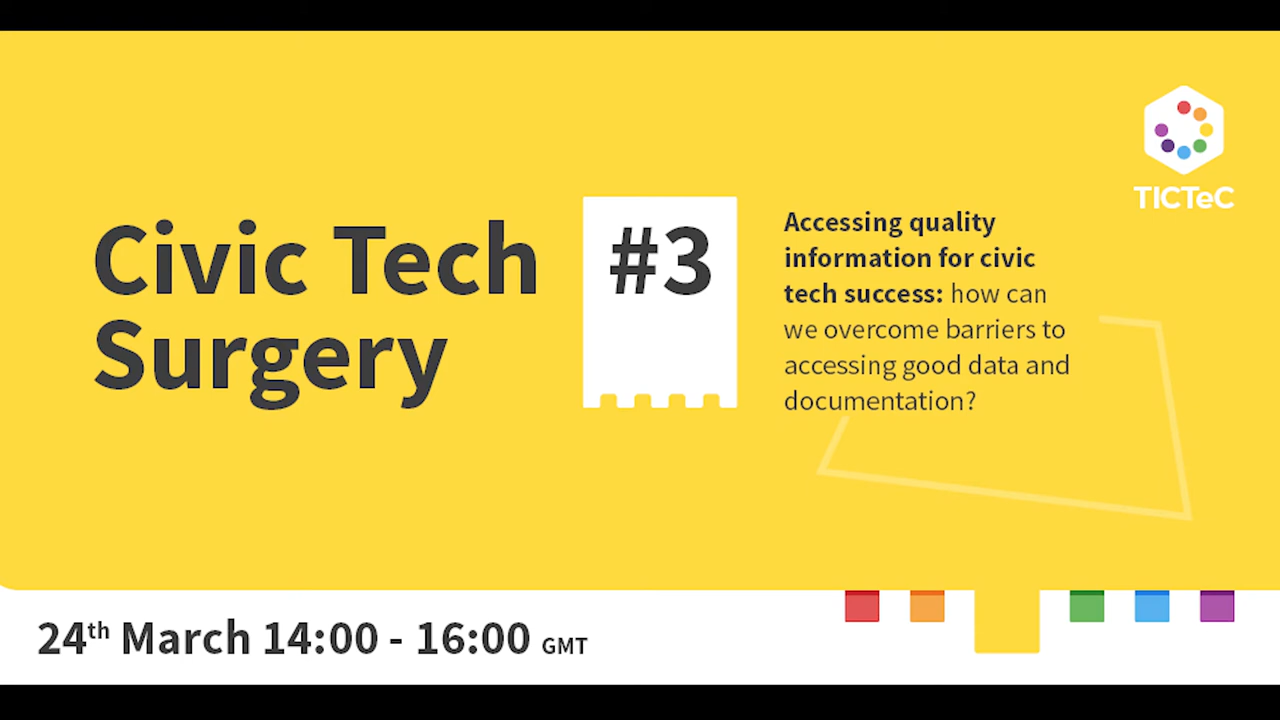 Civic Tech
Surgery
#3
Accessing quality
information for civic
tech success: how can
we overcome barriers to
accessing good data and
documentation?
TICTeC
24th March 14:00 - 16:00 GMT